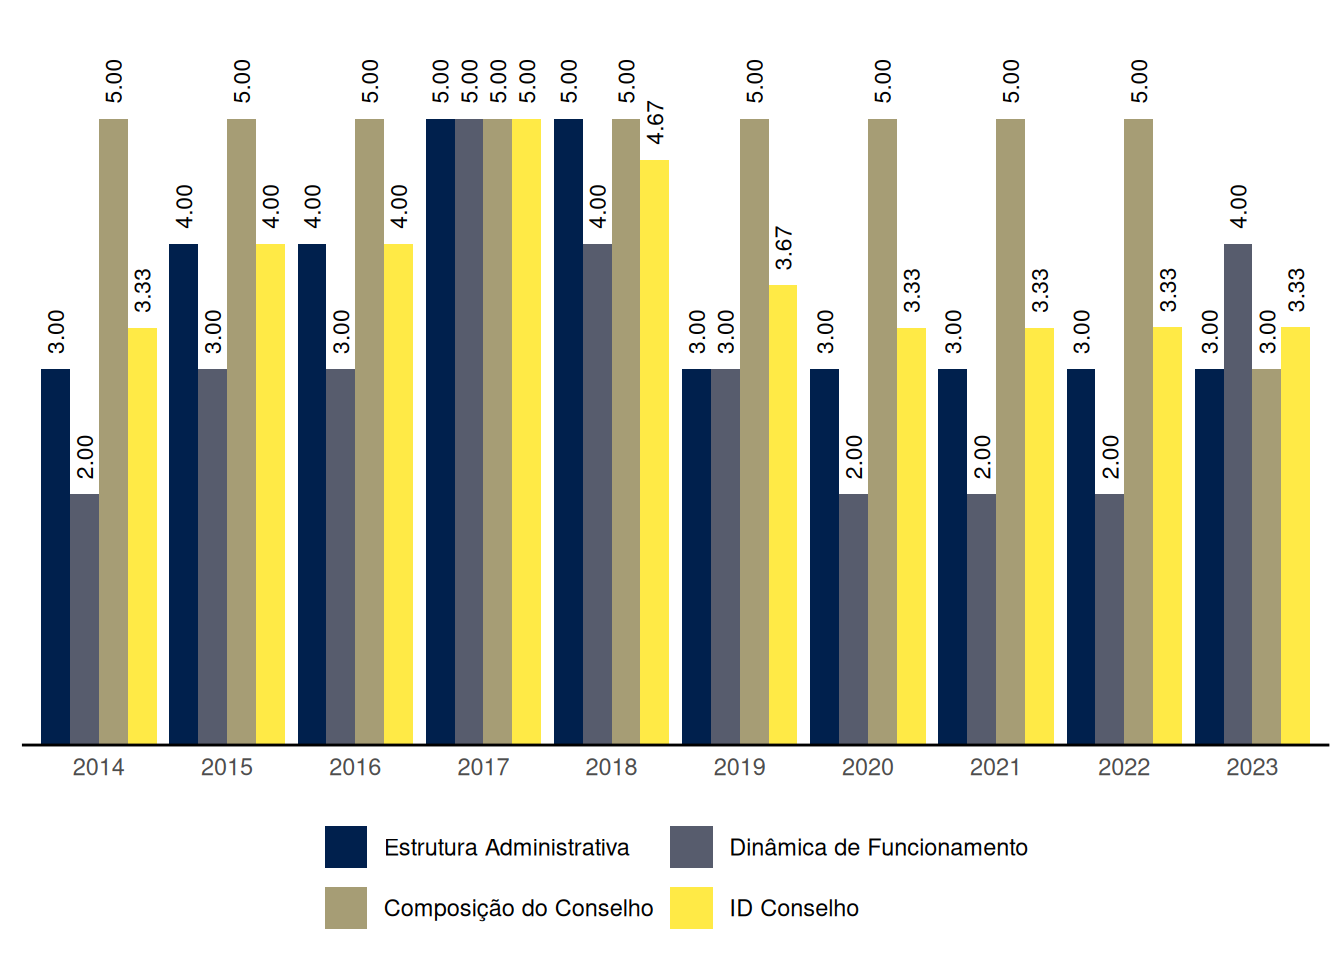 3.00 2.00 5.00 3.33 4.00 3.00 5.00 4.00 4.00 3.00 5.00 4.00 5.00 5.00 5.00 5.00 5.00 4.00 5.00 4.67 3.00 3.00 5.00 3.67 3.00 2.00 5.00 3.33 3.00 2.00 5.00 3.33 3.00 2.00 5.00 3.33 3.00 4.00 3.00 3.33
2014 2015 2016 2017 2018 2019 2020 2021 2022 2023
Estrutura Administrativa Dinâmica de Funcionamento
Composição do Conselho ID Conselho